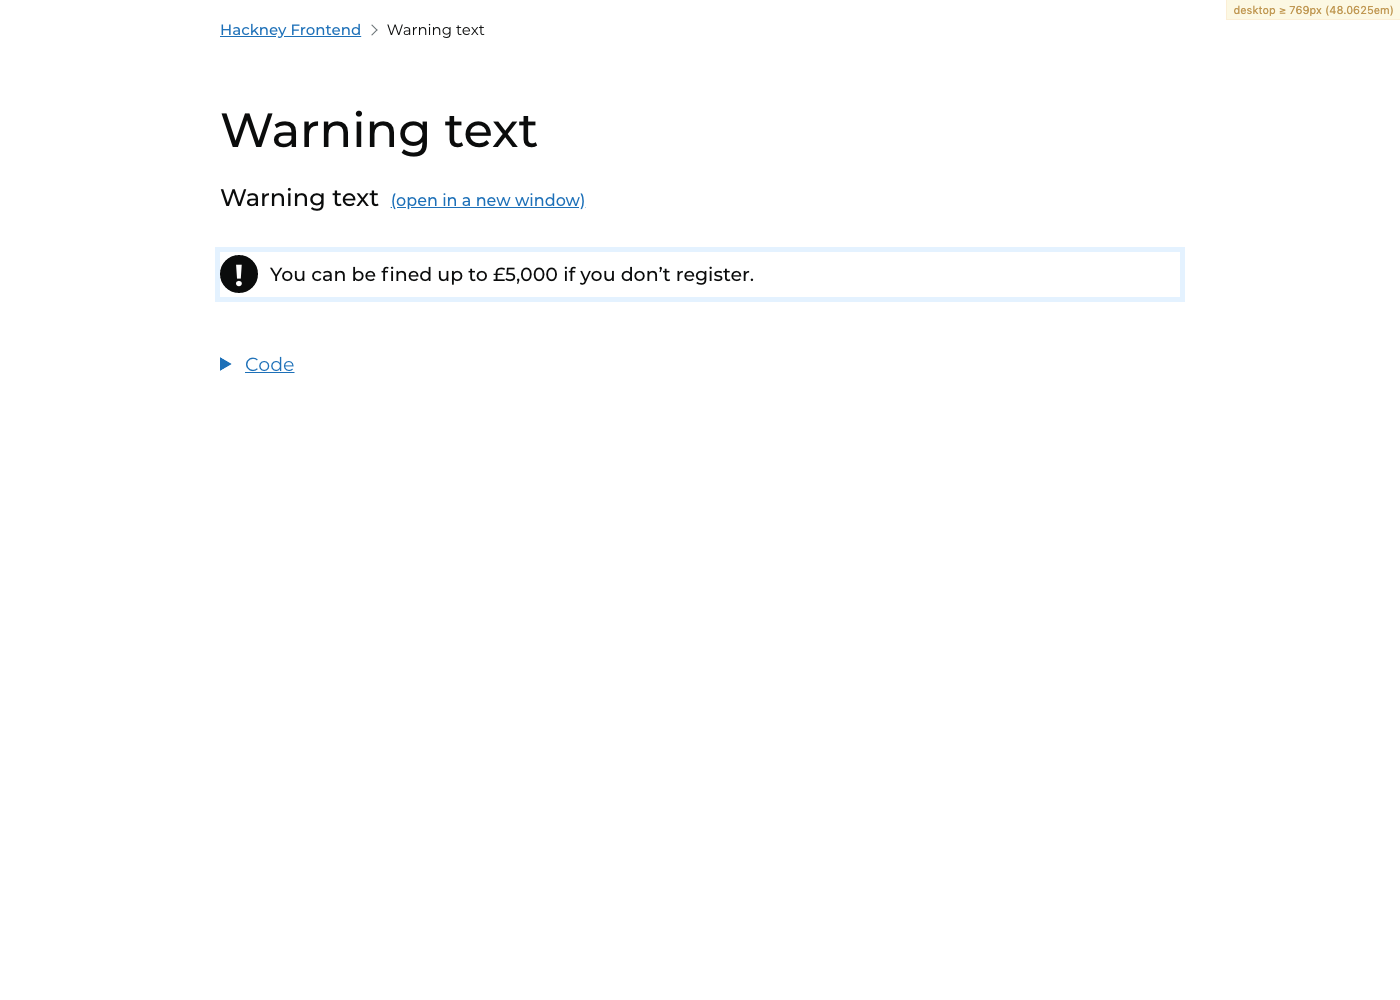 desktop ≥ 769px (48.0625em)
Hackney Frontend > Warning text
Warning text
Warning text (open in a new window)
! You can be fined up to £5,000 if you don’t register.
Code